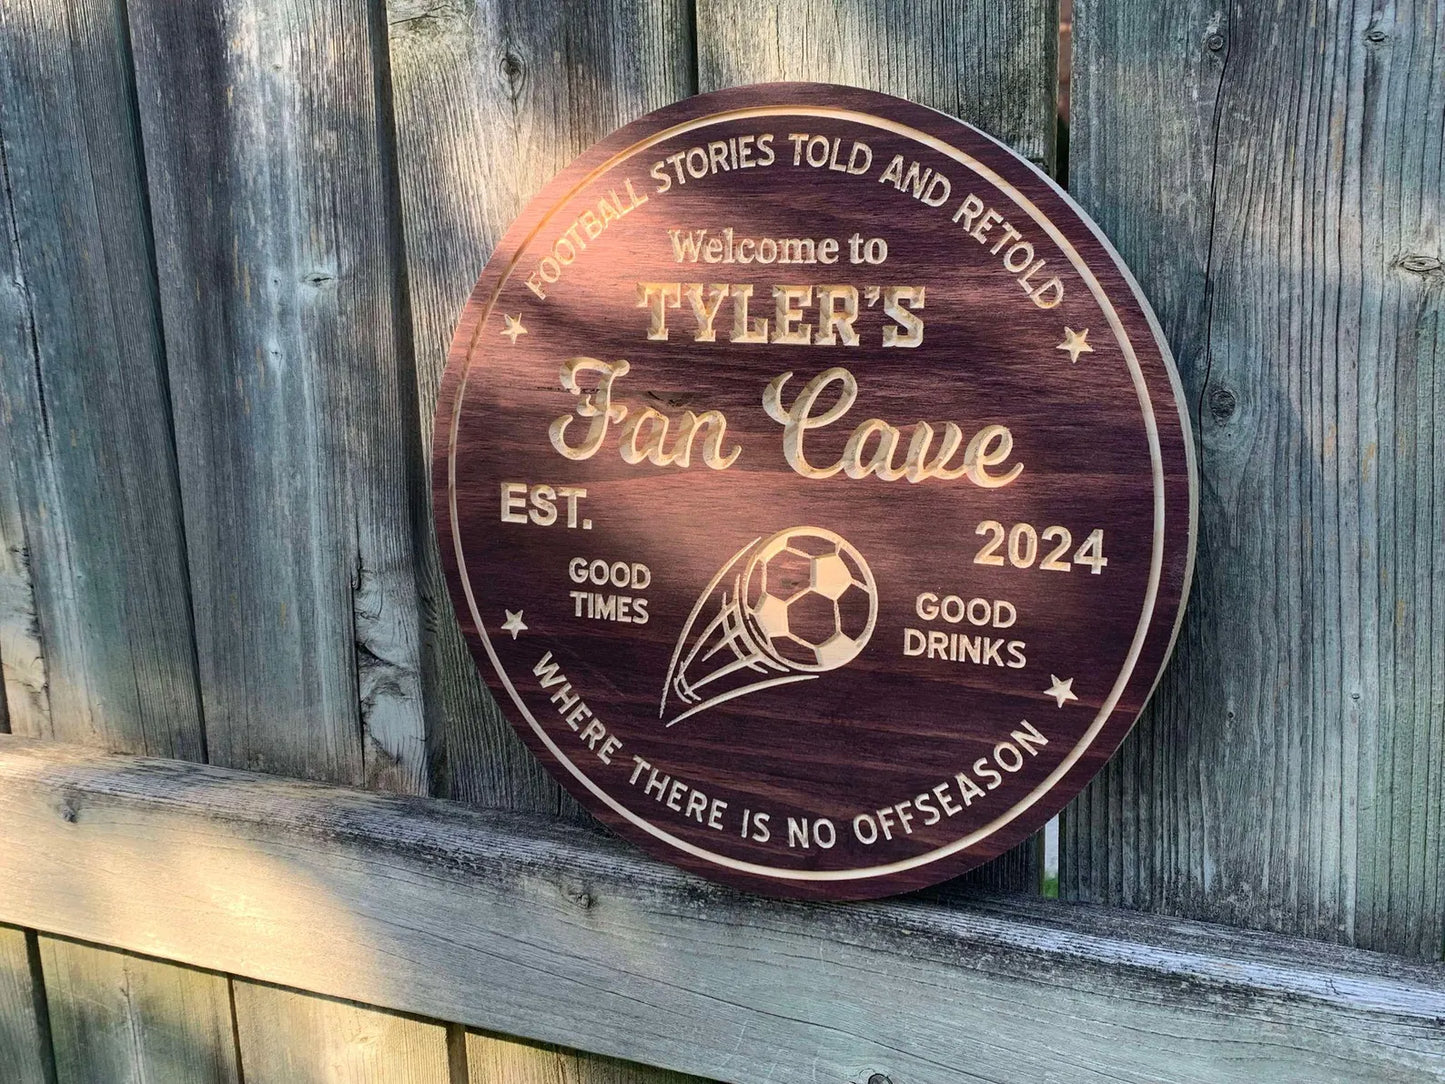 FOOTBALL STORIES TOLD AND RETOLD
Welcome to
TYLER'S
Fan Cave
EST. 2024
GOOD
TIMES
GOOD
DRINKS
WHERE THERE IS NO OFFSEASON